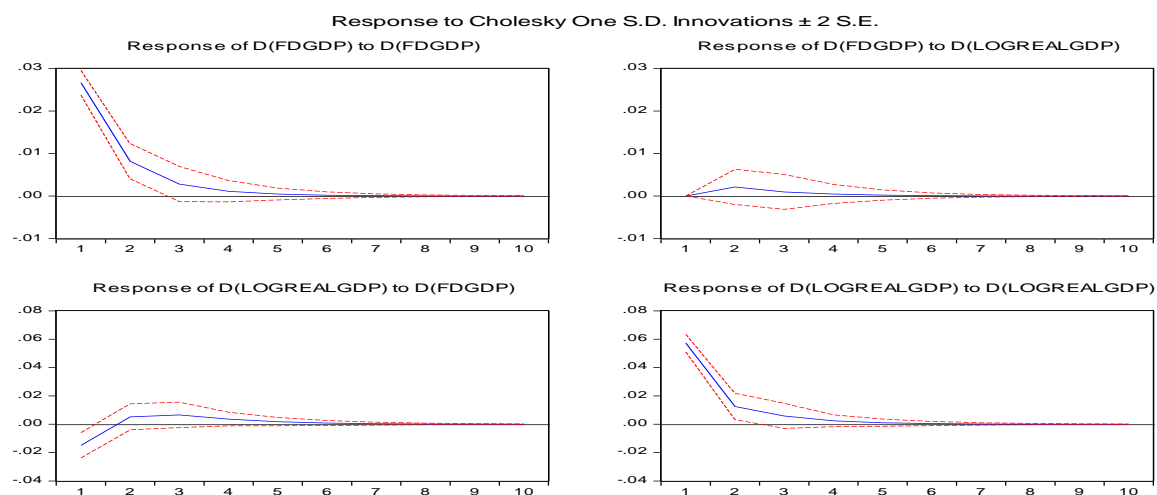 Response to Cholesky One S.D. Innovations ± 2 S.E.
Response of D(FDGDP) to D(FDGDP)
.03
.02
.01
.00
-.01
1 2 3 4 5 6 7 8 9 10
Response of D(FDGDP) to D(LOGREALGDP)
.03
.02
.01
.00
-.01
1 2 3 4 5 6 7 8 9 10
Response of D(LOGREALGDP) to D(FDGDP)
.08
.06
.04
.02
.00
-.02
-.04
1 2 3 4 5 6 7 8 9 10
Response of D(LOGREALGDP) to D(LOGREALGDP)
.08
.06
.04
.02
.00
-.02
-.04
1 2 3 4 5 6 7 8 9 10